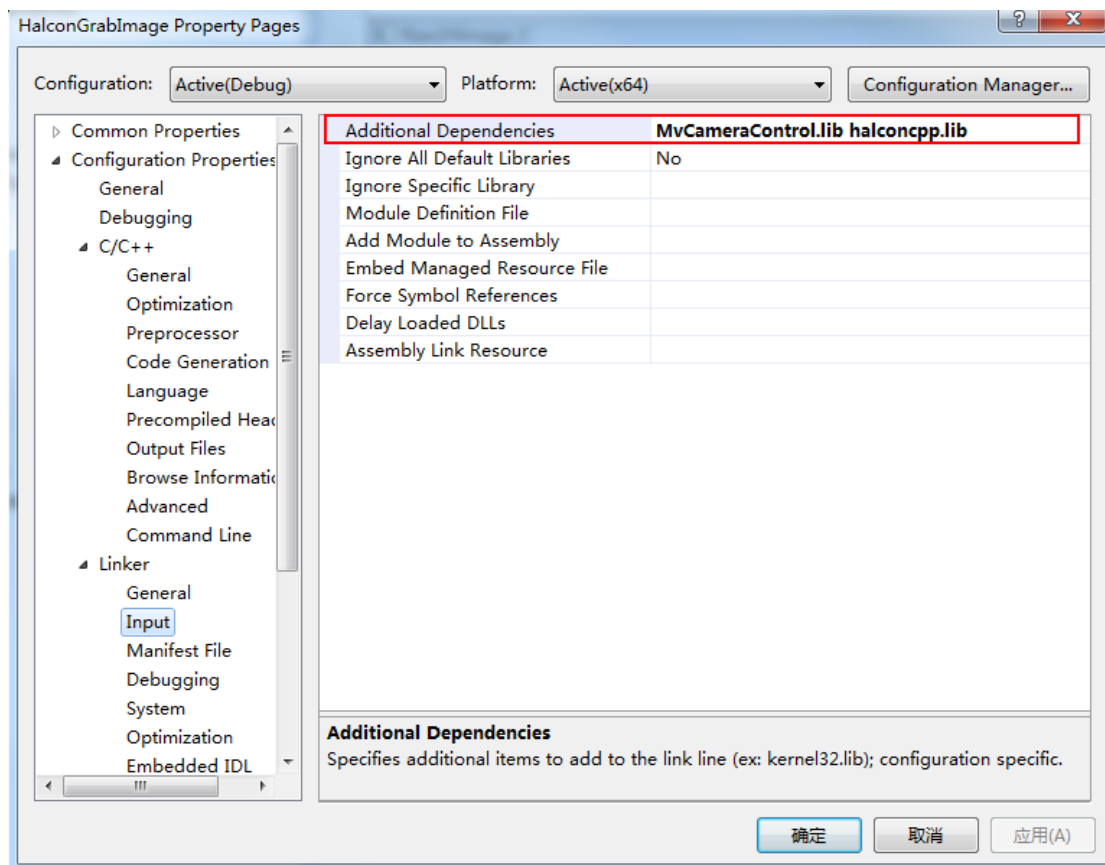 HalconGrabImage Property Pages
Configuration: Active(Debug) Platform: Active(x64) Configuration Manager...
Common Properties
Configuration Properties
General
Debugging
C/C++
General
Optimization
Preprocessor
Code Generation
Language
Precompiled Head
Output Files
Browse Informatic
Advanced
Command Line
Linker
General
Input
Manifest File
Debugging
System
Optimization
Embedded IDL
Additional Dependencies MvCameraControl.lib halconcpp.lib
Ignore All Default Libraries No
Ignore Specific Library
Module Definition File
Add Module to Assembly
Embed Managed Resource File
Force Symbol References
Delay Loaded DLLs
Assembly Link Resource
Additional Dependencies
Specifies additional items to add to the link line (ex: kernel32.lib); configuration specific.
确定 取消 应用(A)